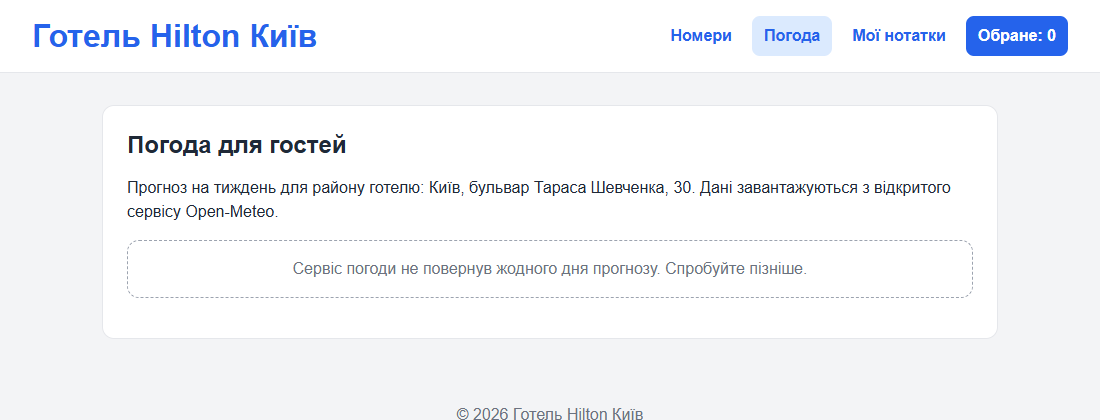 Готель Hilton Київ
Номери
Погода
Мої нотатки
Обране: 0
Погода для гостей
Прогноз на тиждень для району готелю: Київ, бульвар Тараса Шевченка, 30. Дані завантажуються з відкритого
сервісу Open-Meteo.
Сервіс погоди не повернув жодного дня прогнозу. Спробуйте пізніше.
© 2026 Готель Hilton Київ